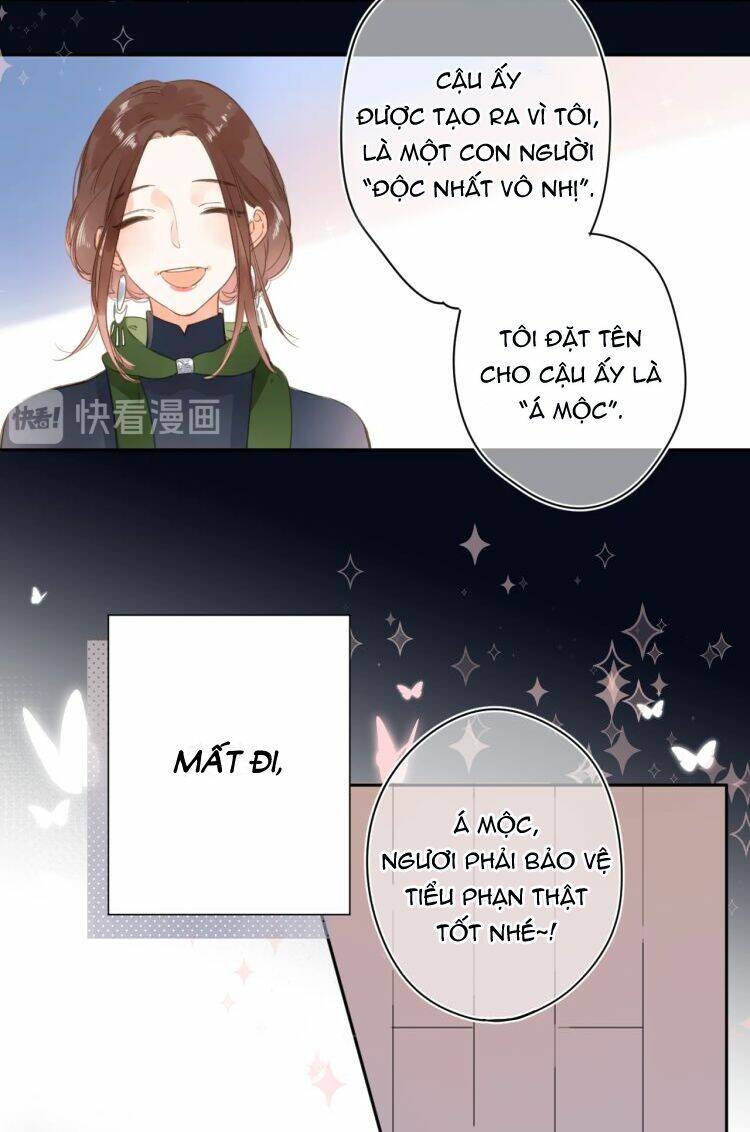 CẬU ẤY
ĐƯỢC TẠO RA VÌ TÔI,
LÀ MỘT CON NGƯỜI
"ĐỘC NHẤT VÔ NHỊ".
TÔI ĐẶT TÊN
CHO CẬU ẤY LÀ
"Á MỘC".
快看! 快看漫画
MẤT ĐI,
Á MỘC,
NGƯƠI PHẢI BẢO VỆ
TIỂU PHẠN THẬT
TỐT NHÉ~!